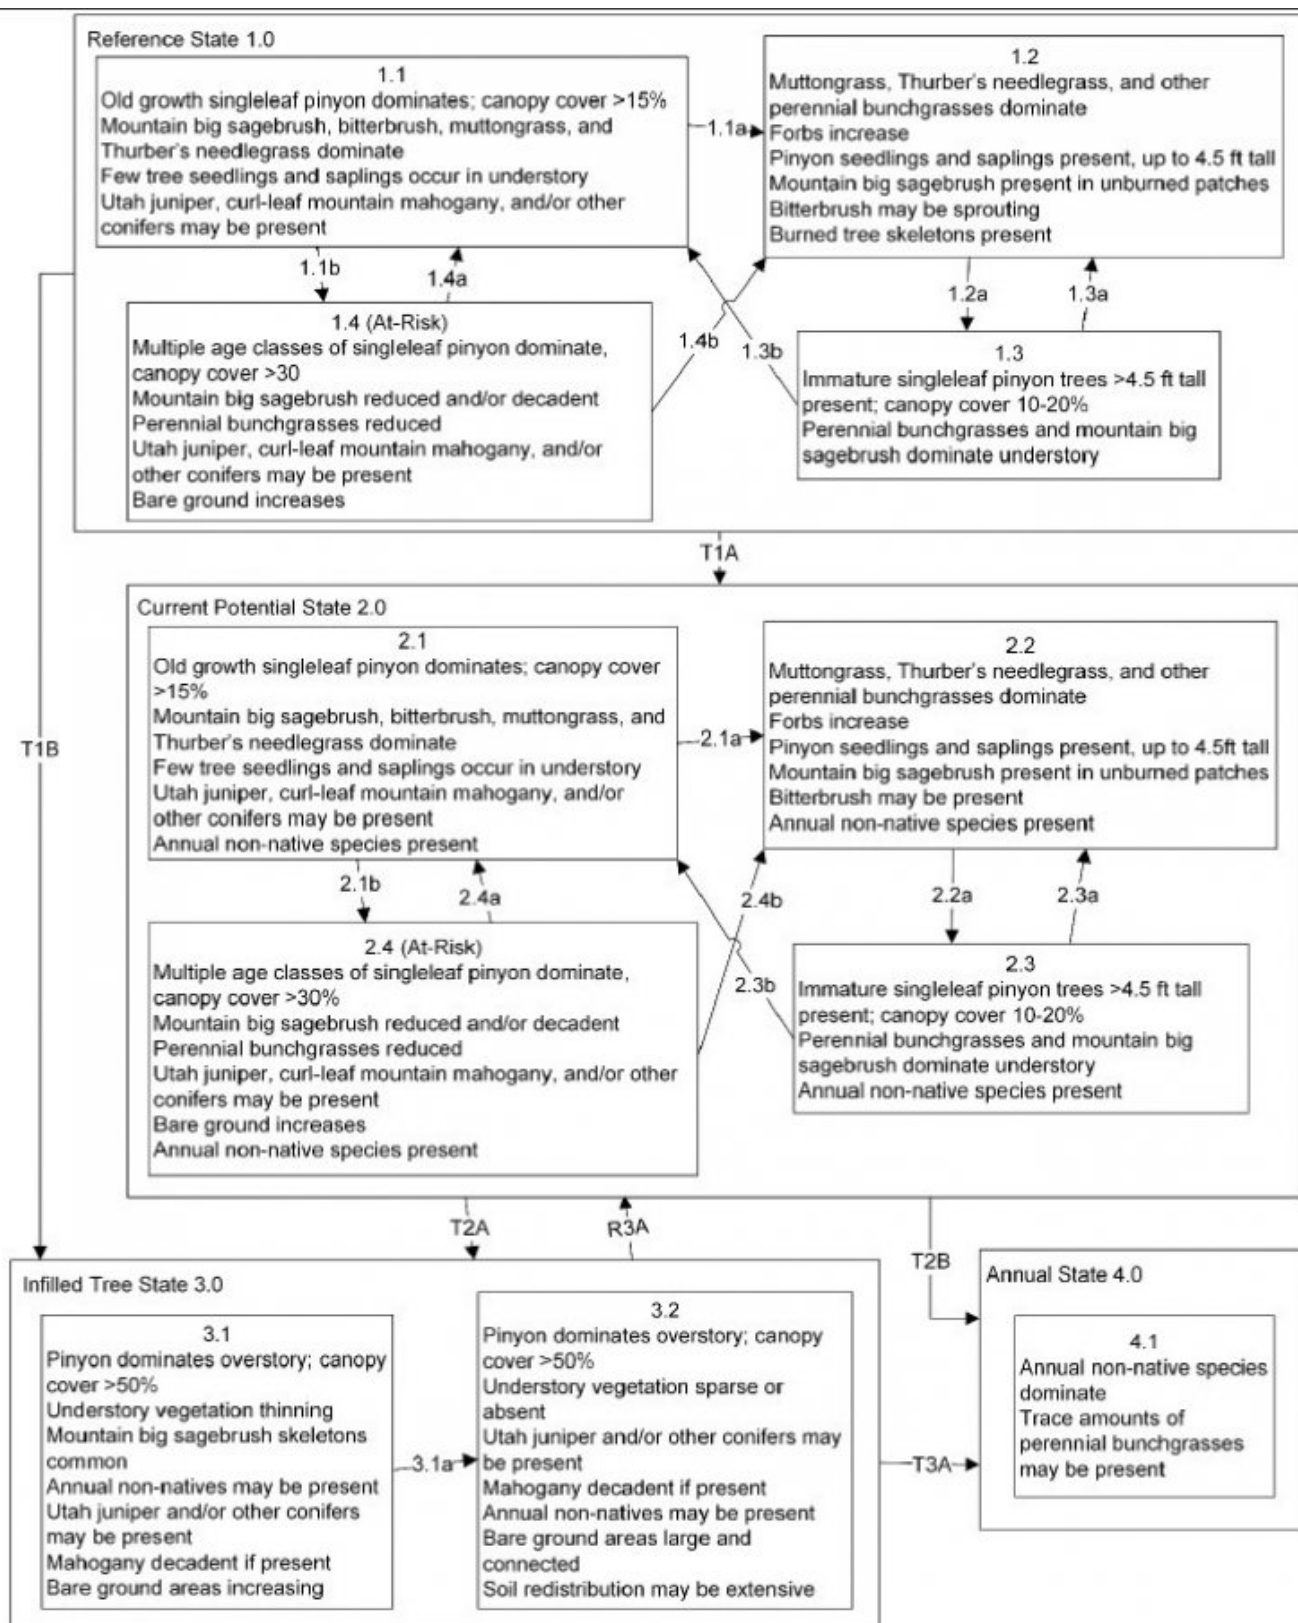 Reference State 1.0
1.1
Old growth singleleaf pinyon dominates; canopy cover >15%
Mountain big sagebrush, bitterbrush, muttongrass, and
Thurber's needlegrass dominate
Few tree seedlings and saplings occur in understory
Utah juniper, curl-leaf mountain mahogany, and/or other
conifers may be present
1.1a
1.2
Muttongrass, Thurber's needlegrass, and other
perennial bunchgrasses dominate
Forbs increase
Pinyon seedlings and saplings present, up to 4.5 ft tall
Mountain big sagebrush present in unburned patches
Bitterbrush may be sprouting
Burned tree skeletons present
1.1b
1.4a
1.4b
1.3b
1.2a
1.3a
1.4 (At-Risk)
Multiple age classes of singleleaf pinyon dominate,
canopy cover >30
Mountain big sagebrush reduced and/or decadent
Perennial bunchgrasses reduced
Utah juniper, curl-leaf mountain mahogany, and/or
other conifers may be present
Bare ground increases
1.3
Immature singleleaf pinyon trees >4.5 ft tall
present; canopy cover 10-20%
Perennial bunchgrasses and mountain big
sagebrush dominate understory
T1A
T1B
Current Potential State 2.0
2.1
Old growth singleleaf pinyon dominates; canopy cover
>15%
Mountain big sagebrush, bitterbrush, muttongrass, and
Thurber's needlegrass dominate
Few tree seedlings and saplings occur in understory
Utah juniper, curl-leaf mountain mahogany, and/or
other conifers may be present
Annual non-native species present
2.1a
2.2
Muttongrass, Thurber's needlegrass, and other
perennial bunchgrasses dominate
Forbs increase
Pinyon seedlings and saplings present, up to 4.5ft tall
Mountain big sagebrush present in unburned patches
Bitterbrush may be present
Annual non-native species present
2.1b
2.4a
2.4b
2.3b
2.2a
2.3a
2.4 (At-Risk)
Multiple age classes of singleleaf pinyon dominate,
canopy cover >30%
Mountain big sagebrush reduced and/or decadent
Perennial bunchgrasses reduced
Utah juniper, curl-leaf mountain mahogany, and/or other
conifers may be present
Bare ground increases
Annual non-native species present
2.3
Immature singleleaf pinyon trees >4.5 ft tall
present; canopy cover 10-20%
Perennial bunchgrasses and mountain big
sagebrush dominate understory
Annual non-native species present
T2A
R3A
T2B
Infilled Tree State 3.0
3.1
Pinyon dominates overstory; canopy
cover >50%
Understory vegetation thinning
Mountain big sagebrush skeletons
common
Annual non-natives may be present
Utah juniper and/or other conifers
may be present
Mahogany decadent if present
Bare ground areas increasing
3.1a
3.2
Pinyon dominates overstory; canopy
cover >50%
Understory vegetation sparse or
absent
Utah juniper and/or other conifers may
be present
Mahogany decadent if present
Annual non-natives may be present
Bare ground areas large and
connected
Soil redistribution may be extensive
T3A
Annual State 4.0
4.1
Annual non-native species
dominate
Trace amounts of
perennial bunchgrasses
may be present